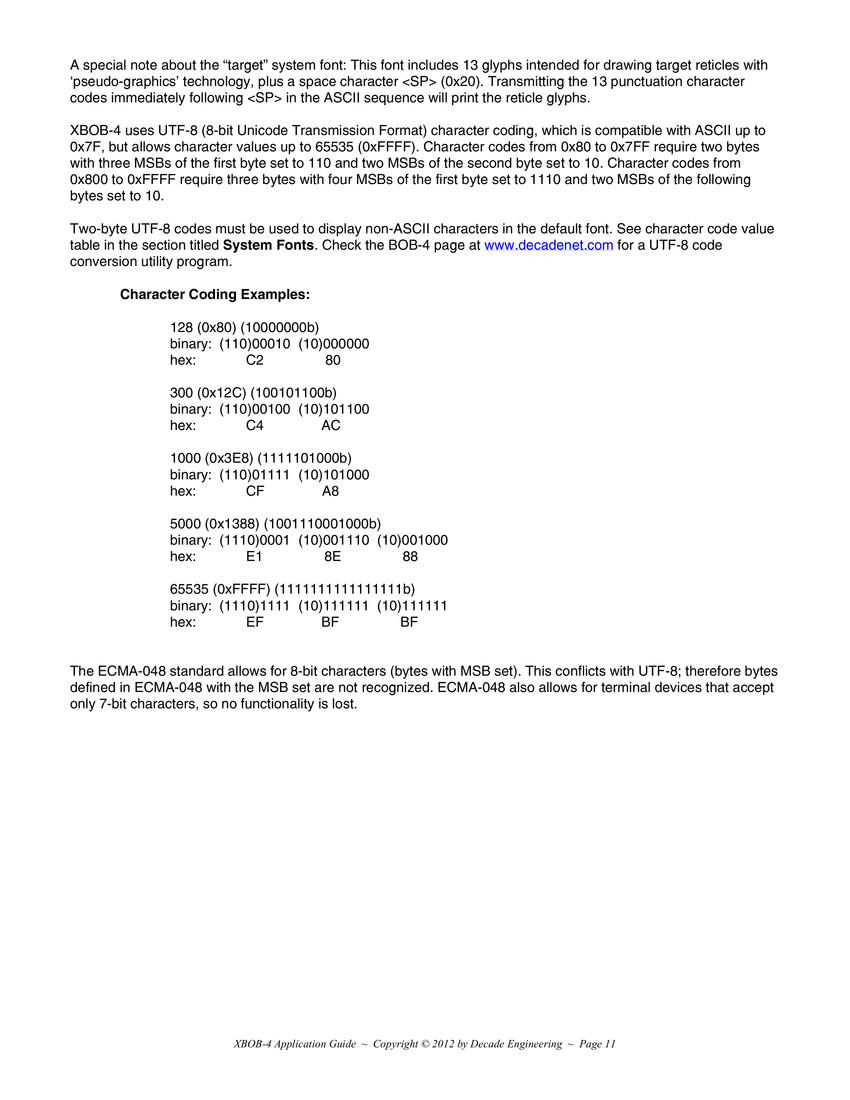 A special note about the “target” system font: This font includes 13 glyphs intended for drawing target reticles with
‘pseudo-graphics’ technology, plus a space character <SP> (0x20). Transmitting the 13 punctuation character
codes immediately following <SP> in the ASCII sequence will print the reticle glyphs.
XBOB-4 uses UTF-8 (8-bit Unicode Transmission Format) character coding, which is compatible with ASCII up to
0x7F, but allows character values up to 65535 (0xFFFF). Character codes from 0x80 to 0x7FF require two bytes
with three MSBs of the first byte set to 110 and two MSBs of the second byte set to 10. Character codes from
0x800 to 0xFFFF require three bytes with four MSBs of the first byte set to 1110 and two MSBs of the following
bytes set to 10.
Two-byte UTF-8 codes must be used to display non-ASCII characters in the default font. See character code value
table in the section titled System Fonts. Check the BOB-4 page at www.decadenet.com for a UTF-8 code
conversion utility program.
Character Coding Examples:
128 (0x80) (10000000b)
binary: (110)00010 (10)000000
hex: C2 80
300 (0x12C) (100101100b)
binary: (110)00100 (10)101100
hex: C4 AC
1000 (0x3E8) (1111101000b)
binary: (110)01111 (10)101000
hex: CF A8
5000 (0x1388) (1001110001000b)
binary: (1110)0001 (10)001110 (10)001000
hex: E1 8E 88
65535 (0xFFFF) (1111111111111111b)
binary: (1110)1111 (10)111111 (10)111111
hex: EF BF BF
The ECMA-048 standard allows for 8-bit characters (bytes with MSB set). This conflicts with UTF-8; therefore bytes
defined in ECMA-048 with the MSB set are not recognized. ECMA-048 also allows for terminal devices that accept
only 7-bit characters, so no functionality is lost.
XBOB-4 Application Guide ~ Copyright © 2012 by Decade Engineering ~ Page 11